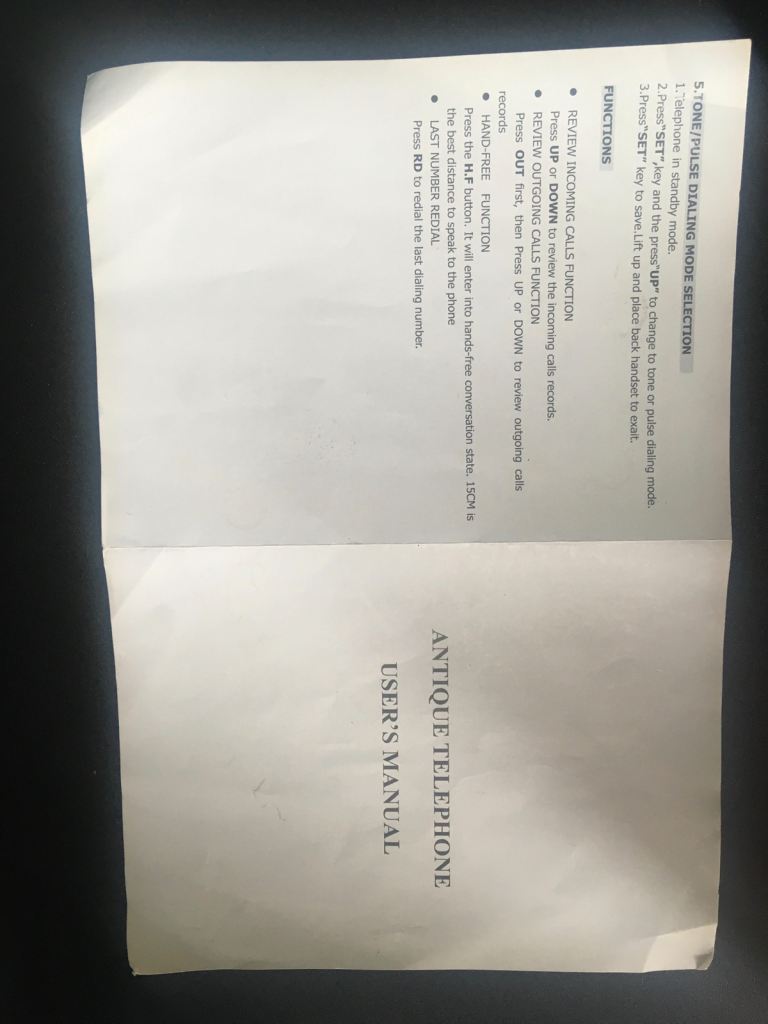 5.TONE/PULSE DIALING MODE SELECTION
1.Telephone in standby mode.
2.Press"SET",key and the press"UP" to change to tone or pulse dialing mode.
3.Press"SET" key to save.Lift up and place back handset to exait.
FUNCTIONS
● REVIEW INCOMING CALLS FUNCTION
Press UP or DOWN to review the incoming calls records.
● REVIEW OUTGOING CALLS FUNCTION
Press OUT first, then Press UP or DOWN to review outgoing calls
records
● HAND-FREE FUNCTION
Press the H.F button. It will enter into hands-free conversation state. 15CM is
the best distance to speak to the phone
● LAST NUMBER REDIAL
Press RD to redial the last dialing number.
ANTIQUE TELEPHONE
USER'S MANUAL